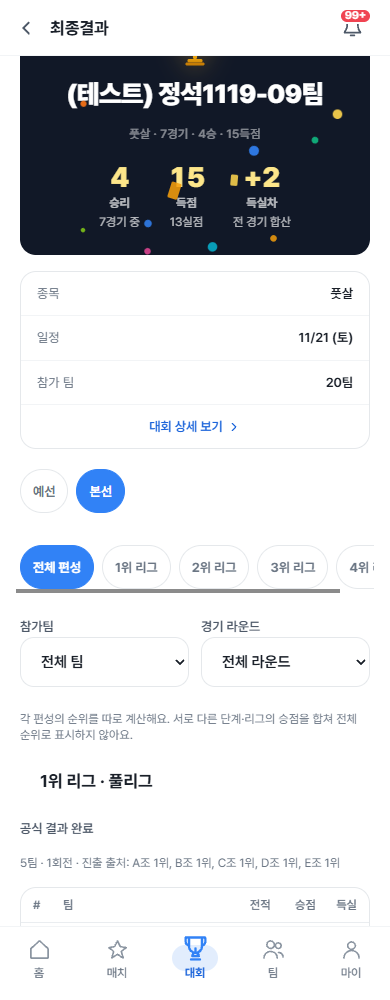 최종결과
99+
(테스트) 정석1119-09팀
풋살 · 7경기 · 4승 · 15득점
4 15 +2
승리 득점 득실차
7경기 중 13실점 전 경기 합산
종목 풋살
일정 11/21 (토)
참가 팀 20팀
대회 상세 보기
예선 본선
전체 편성 1위 리그 2위 리그 3위 리그 4위
참가팀 경기 라운드
전체 팀 전체 라운드
각 편성의 순위를 따로 계산해요. 서로 다른 단계·리그의 승점을 합쳐 전체
순위로 표시하지 않아요.
1위 리그 · 풀리그
공식 결과 완료
5팀 · 1회전 · 진출 출처: A조 1위, B조 1위, C조 1위, D조 1위, E조 1위
# 팀 전적 승점 득실
홈 매치 대회 팀 마이